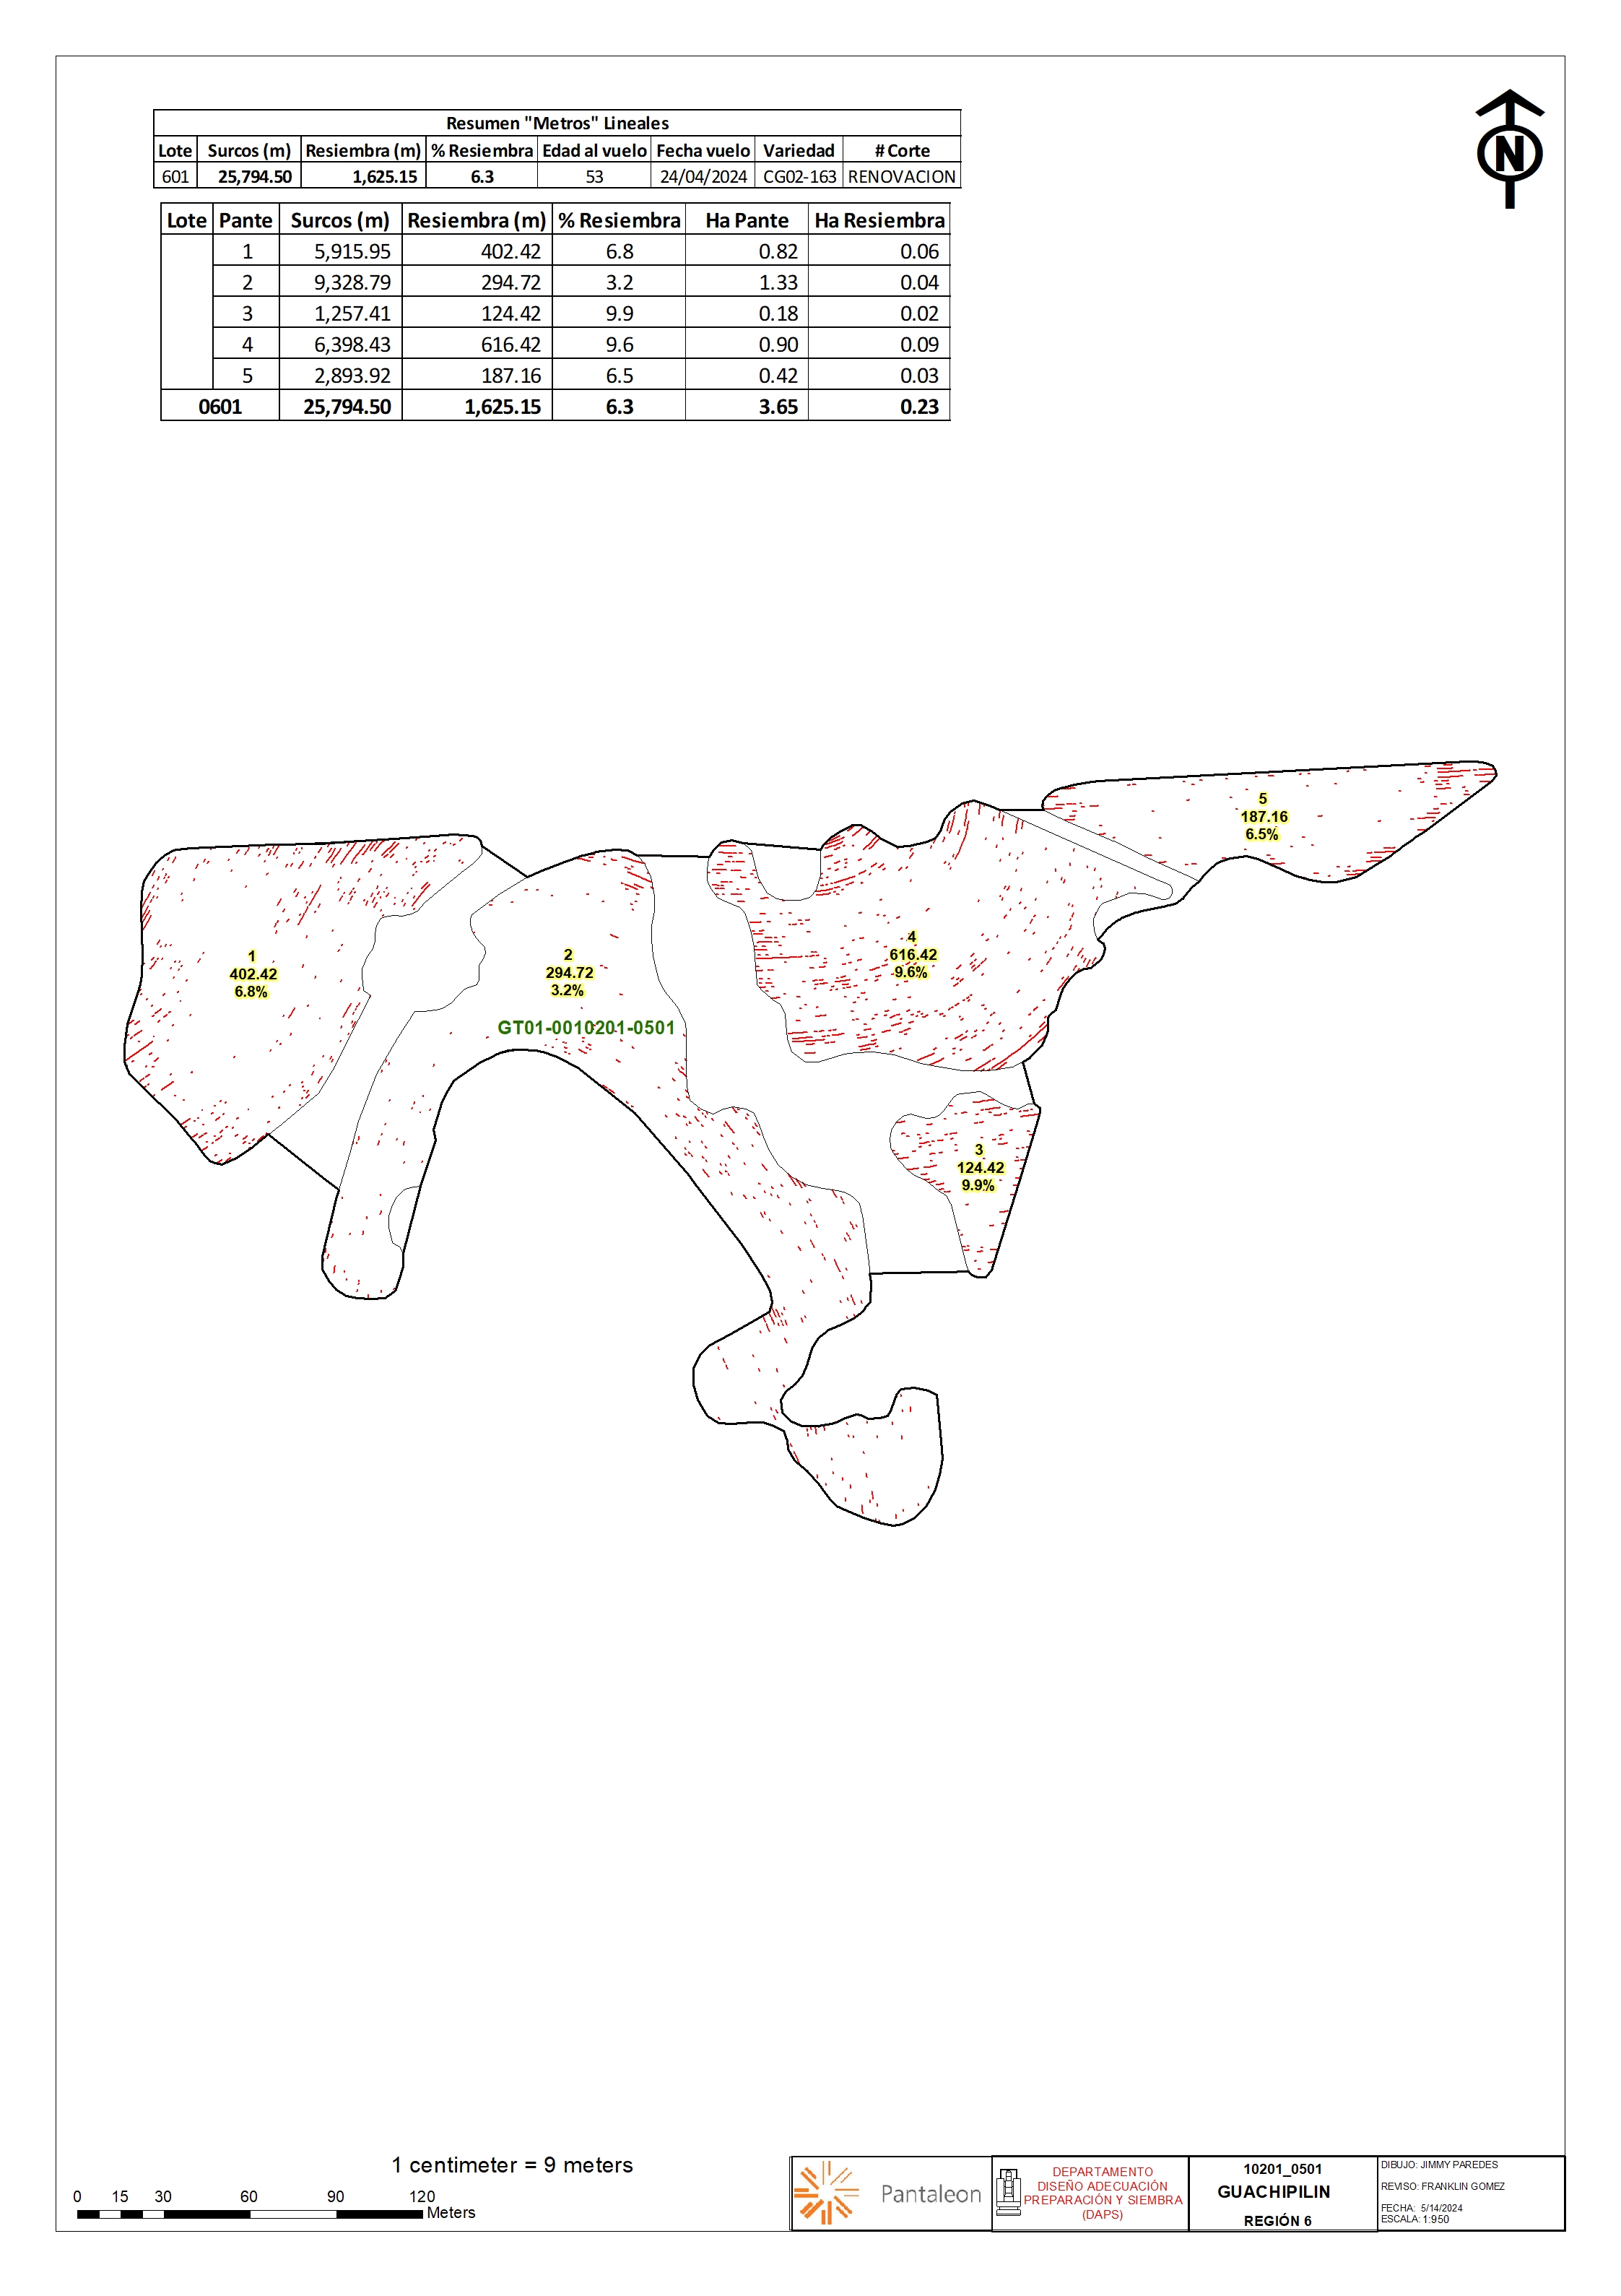 N
Resumen "Metros" Lineales
Lote Surcos (m) Resiembra (m) % Resiembra Edad al vuelo Fecha vuelo Variedad # Corte
601 25,794.50 1,625.15 6.3 53 24/04/2024 CG02-163 RENOVACION
Lote Pante Surcos (m) Resiembra (m) % Resiembra Ha Pante Ha Resiembra
1 5,915.95 402.42 6.8 0.82 0.06
2 9,328.79 294.72 3.2 1.33 0.04
3 1,257.41 124.42 9.9 0.18 0.02
4 6,398.43 616.42 9.6 0.90 0.09
5 2,893.92 187.16 6.5 0.42 0.03
0601 25,794.50 1,625.15 6.3 3.65 0.23
5
187.16
6.5%
4
616.42
9.6%
1
402.42
6.8%
2
294.72
3.2%
GT01-0010201-0501
3
124.42
9.9%
1 centimeter = 9 meters
0 15 30 60 90 120
Meters
Pantaleon
DEPARTAMENTO
DISEÑO ADECUACIÓN
PREPARACIÓN Y SIEMBRA
(DAPS)
10201_0501
GUACHIPILIN
REGIÓN 6
DIBUJO: JIMMY PAREDES
REVISO: FRANKLIN GOMEZ
FECHA: 5/14/2024
ESCALA: 1:950